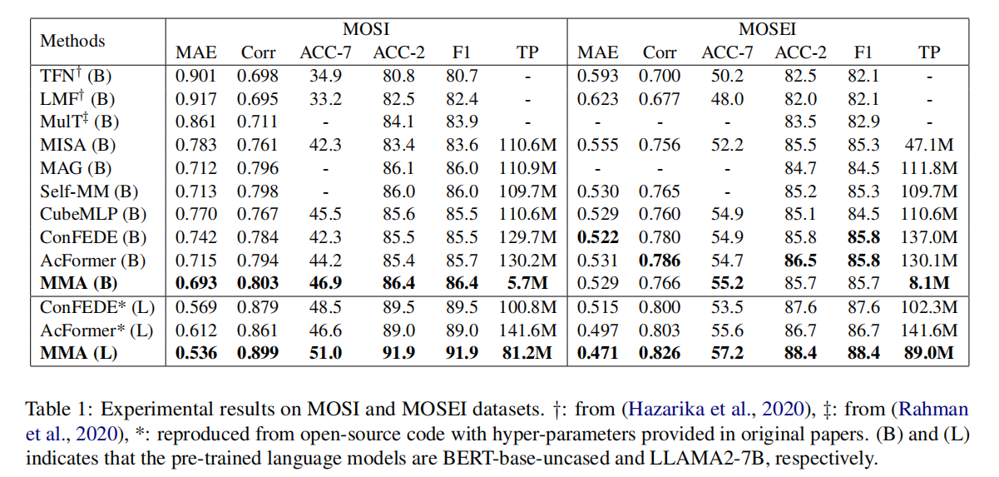 Methods MOSI MOSEI
MAE Corr ACC-7 ACC-2 F1 TP MAE Corr ACC-7 ACC-2 F1 TP
TFN† (B) 0.901 0.698 34.9 80.8 80.7 - 0.593 0.700 50.2 82.5 82.1 -
LMF† (B) 0.917 0.695 33.2 82.5 82.4 - 0.623 0.677 48.0 82.0 82.1 -
MulT‡ (B) 0.861 0.711 - 84.1 83.9 - - - - 83.5 82.9 -
MISA (B) 0.783 0.761 42.3 83.4 83.6 110.6M 0.555 0.756 52.2 85.5 85.3 47.1M
MAG (B) 0.712 0.796 - 86.1 86.0 110.9M - - - 84.7 84.5 111.8M
Self-MM (B) 0.713 0.798 - 86.0 86.0 109.7M 0.530 0.765 - 85.2 85.3 109.7M
CubeMLP (B) 0.770 0.767 45.5 85.6 85.5 110.6M 0.529 0.760 54.9 85.1 84.5 110.6M
ConFEDE (B) 0.742 0.784 42.3 85.5 85.5 129.7M 0.522 0.780 54.9 85.8 85.8 137.0M
AcFormer (B) 0.715 0.794 44.2 85.4 85.7 130.2M 0.531 0.786 54.7 86.5 85.8 130.1M
MMA (B) 0.693 0.803 46.9 86.4 86.4 5.7M 0.529 0.766 55.2 85.7 85.7 8.1M
ConFEDE* (L) 0.569 0.879 48.5 89.5 89.5 100.8M 0.515 0.800 53.5 87.6 87.6 102.3M
AcFormer* (L) 0.612 0.861 46.6 89.0 89.0 141.6M 0.497 0.803 55.6 86.7 86.7 141.6M
MMA (L) 0.536 0.899 51.0 91.9 91.9 81.2M 0.471 0.826 57.2 88.4 88.4 89.0M
Table 1: Experimental results on MOSI and MOSEI datasets. †: from (Hazarika et al., 2020), ‡: from (Rahman
et al., 2020), *: reproduced from open-source code with hyper-parameters provided in original papers. (B) and (L)
indicates that the pre-trained language models are BERT-base-uncased and LLAMA2-7B, respectively.